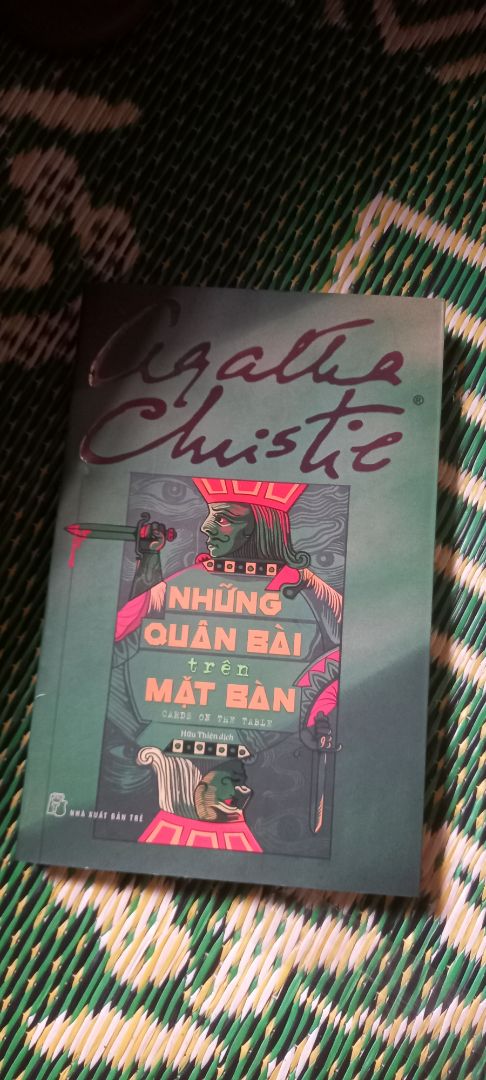 Agatha
Christie®
NHỮNG
QUÂN BÀI
trên
MẶT BÀN
CARDS ON THE TABLE
Hữu Thiện dịch
NHÀ XUẤT BẢN TRẺ